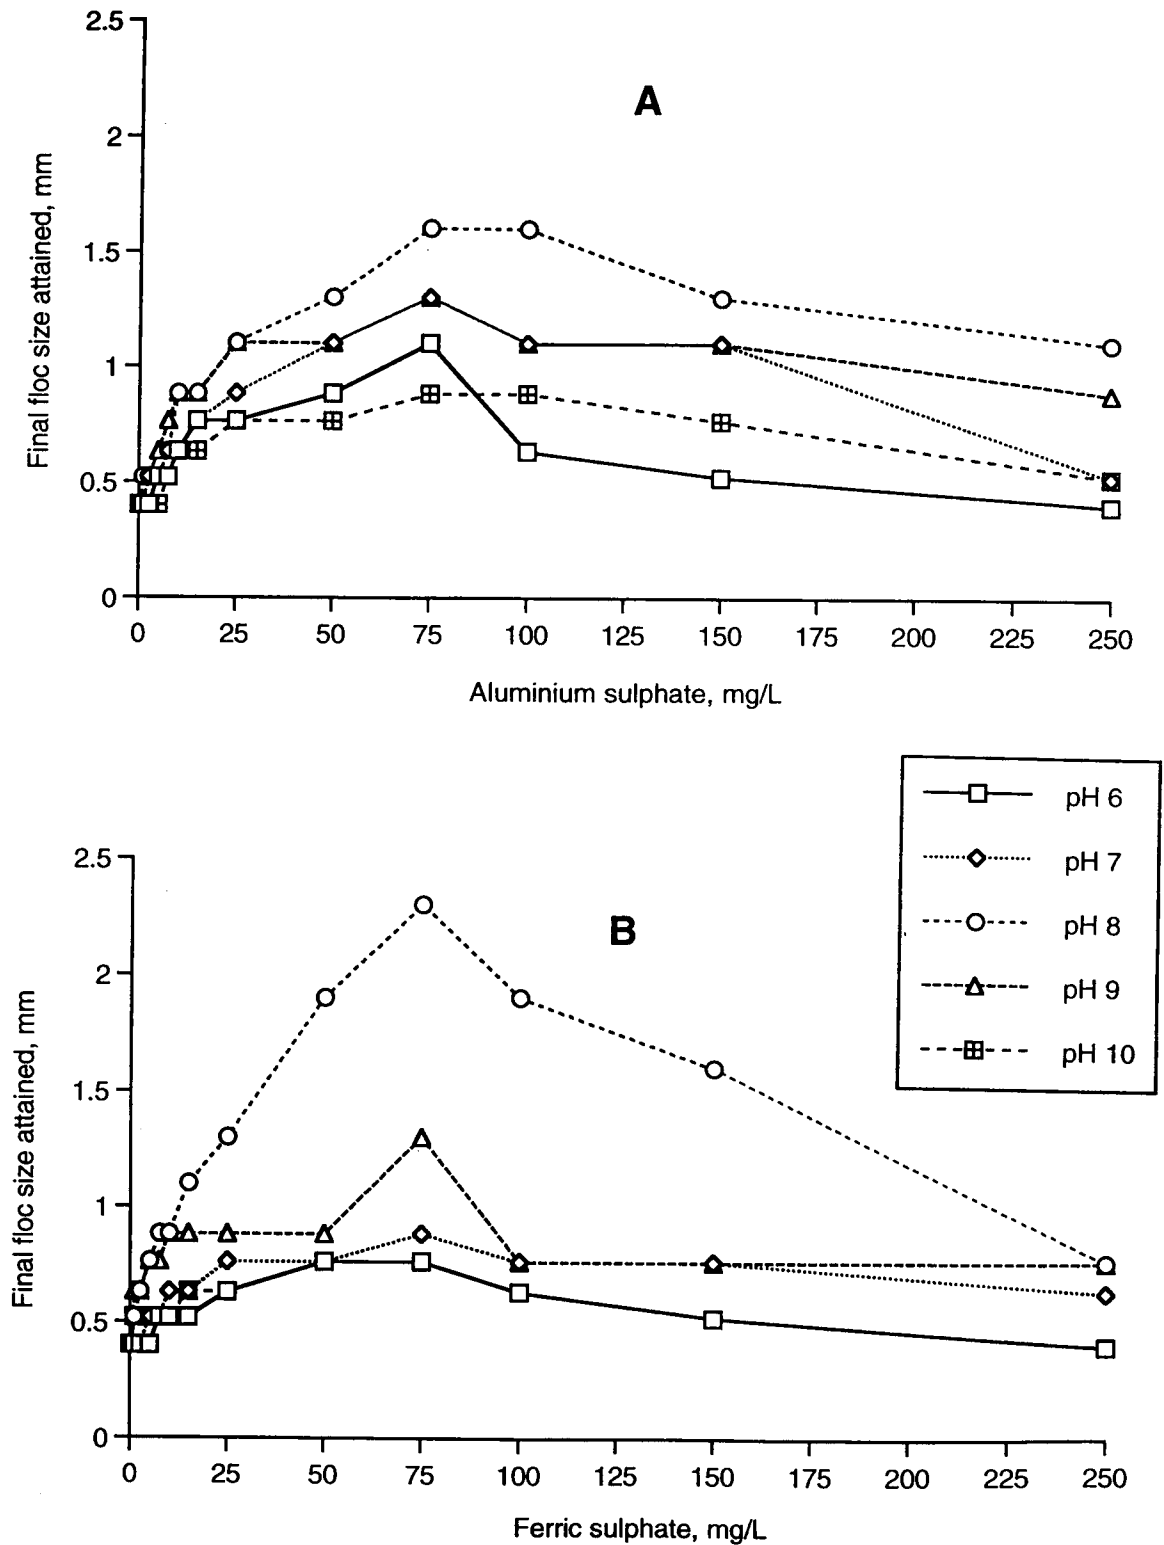 2.5
A
2
1.5
1
0.5
0
Final floc size attained, mm
0 25 50 75 100 125 150 175 200 225 250
Aluminium sulphate, mg/L
pH 6
pH 7
pH 8
pH 9
pH 10
2.5
B
2
1.5
1
0.5
0
Final floc size attained, mm
0 25 50 75 100 125 150 175 200 225 250
Ferric sulphate, mg/L